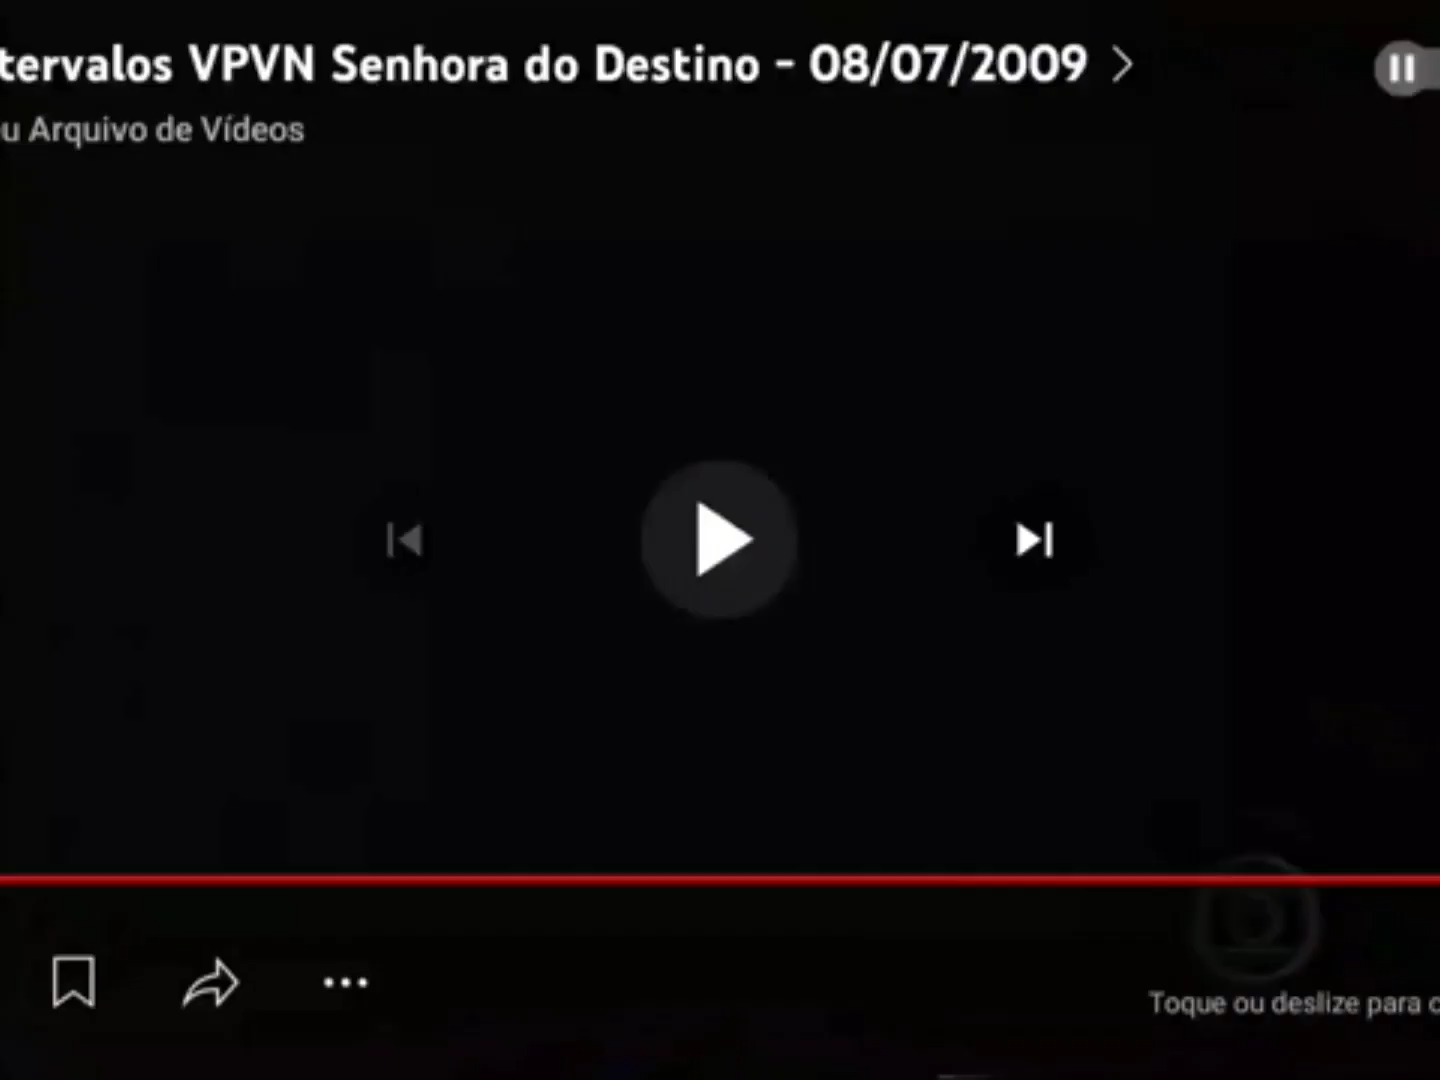 tervalos VPVN Senhora do Destino - 08/07/2009
u Arquivo de Vídeos
Toque ou deslize para